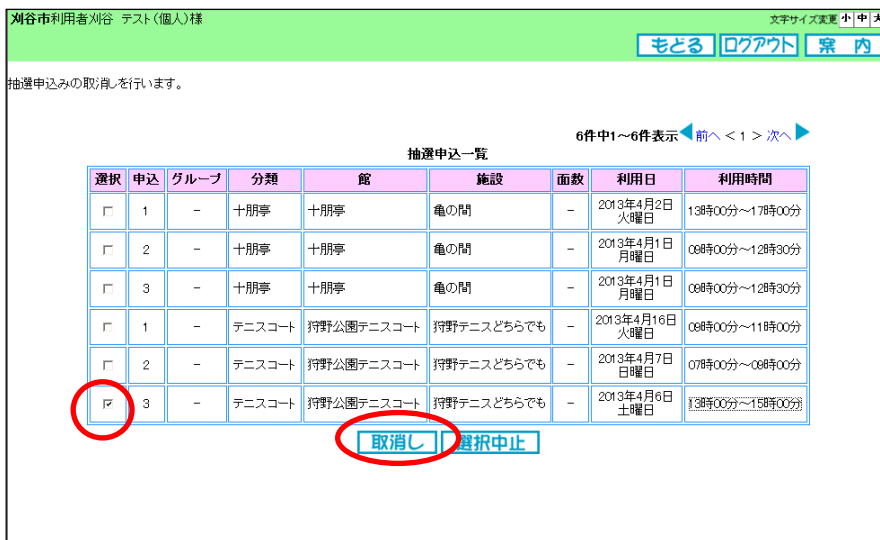 刈谷市利用者刈谷 テスト(個人)様
文字サイズ変更 小 中 大
もどる ログアウト 案 内
抽選申込みの取消しを行います。
6件中1～6件表示 前へ < 1 > 次へ
抽選申込一覧
選択 申込 グループ 分類 館 施設 面数 利用日 利用時間
1 - 十朋亭 十朋亭 亀の間 - 2013年4月2日 火曜日 13時00分～17時00分
2 - 十朋亭 十朋亭 亀の間 - 2013年4月1日 月曜日 09時00分～12時30分
3 - 十朋亭 十朋亭 亀の間 - 2013年4月1日 月曜日 09時00分～12時30分
1 - テニスコート 狩野公園テニスコート 狩野テニスどちらでも - 2013年4月16日 火曜日 09時00分～11時00分
2 - テニスコート 狩野公園テニスコート 狩野テニスどちらでも - 2013年4月7日 日曜日 07時00分～09時00分
3 - テニスコート 狩野公園テニスコート 狩野テニスどちらでも - 2013年4月6日 土曜日 13時00分～15時00分
取消し 選択中止